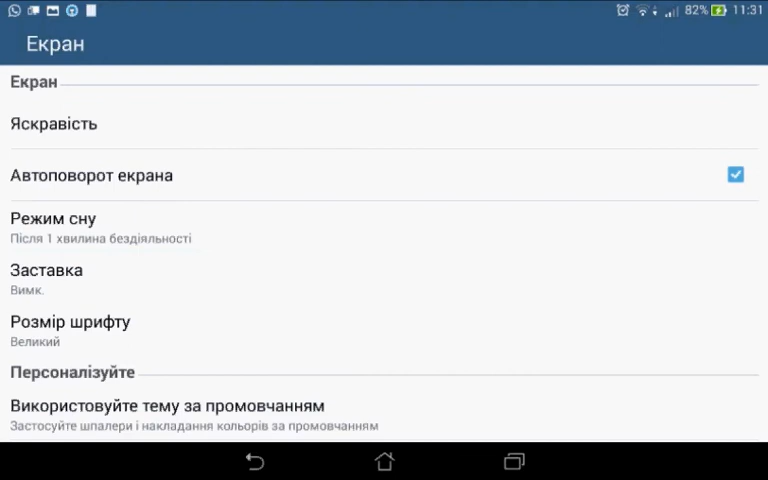 82% 11:31
Екран
Екран
Яскравість
Автоповорот екрана
Режим сну
Після 1 хвилина бездіяльності
Заставка
Вимк.
Розмір шрифту
Великий
Персоналізуйте
Використовуйте тему за промовчанням
Застосуйте шпалери і накладання кольорів за промовчанням